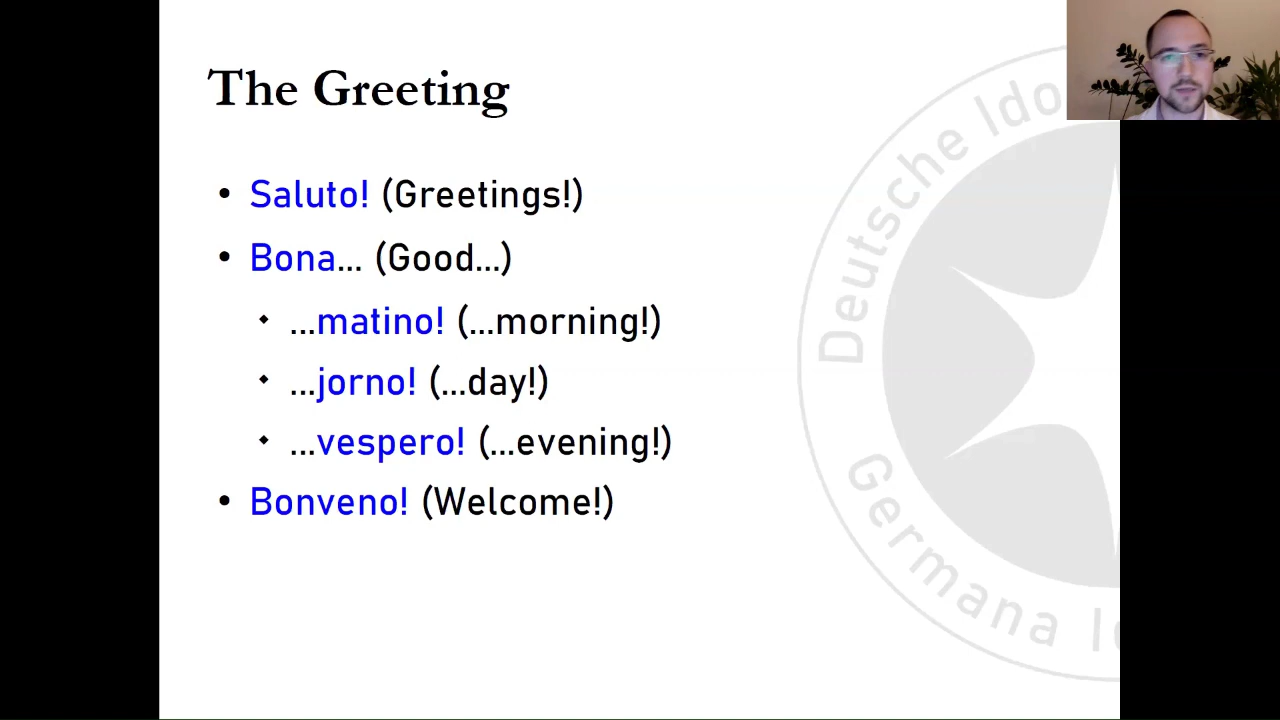 The Greeting
• Saluto! (Greetings!)
• Bona... (Good...)
...matino! (...morning!)
...jorno! (...day!)
...vespero! (...evening!)
• Bonveno! (Welcome!)
Deutsche Ido
Germana